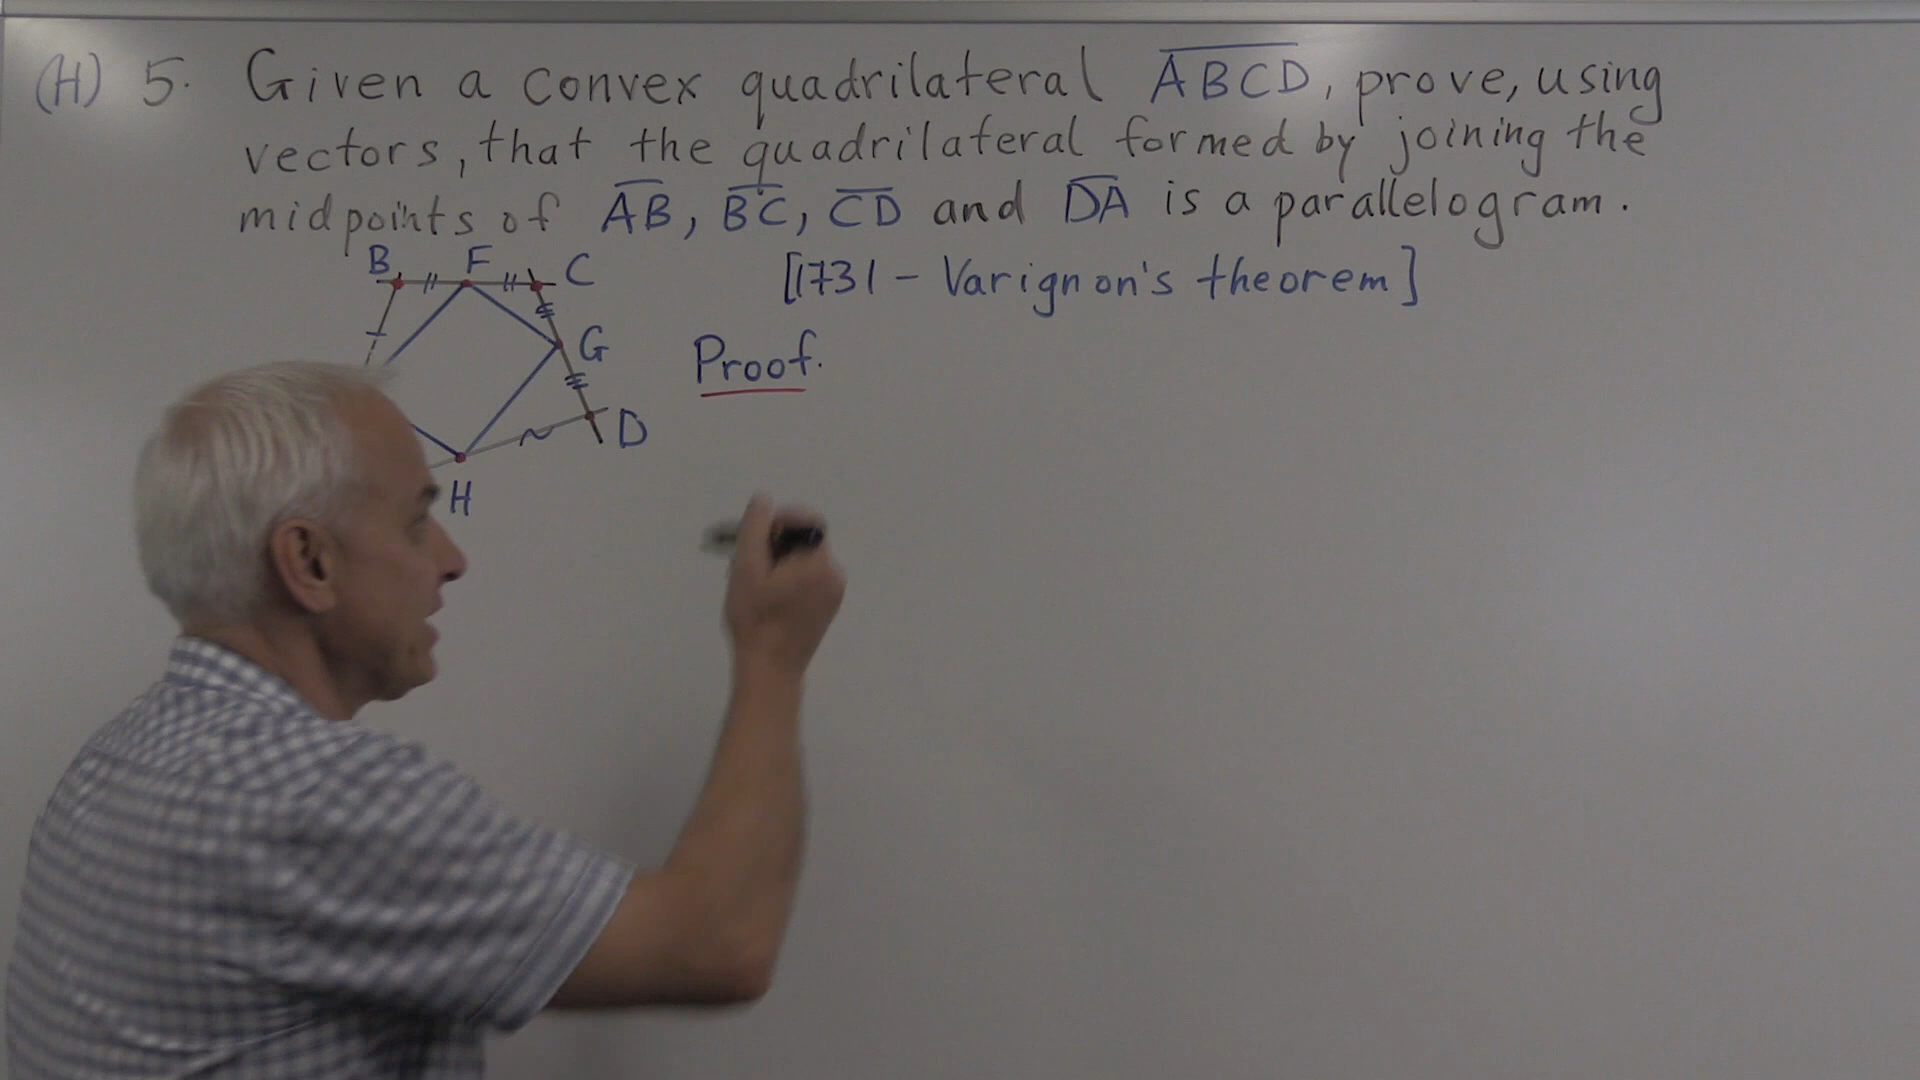 (H) 5. Given a convex quadrilateral ABCD, prove, using
vectors, that the quadrilateral formed by joining the
midpoints of AB, BC, CD and DA is a parallelogram.
B F C
[1731 - Varignon's theorem]
G
Proof.
D
H